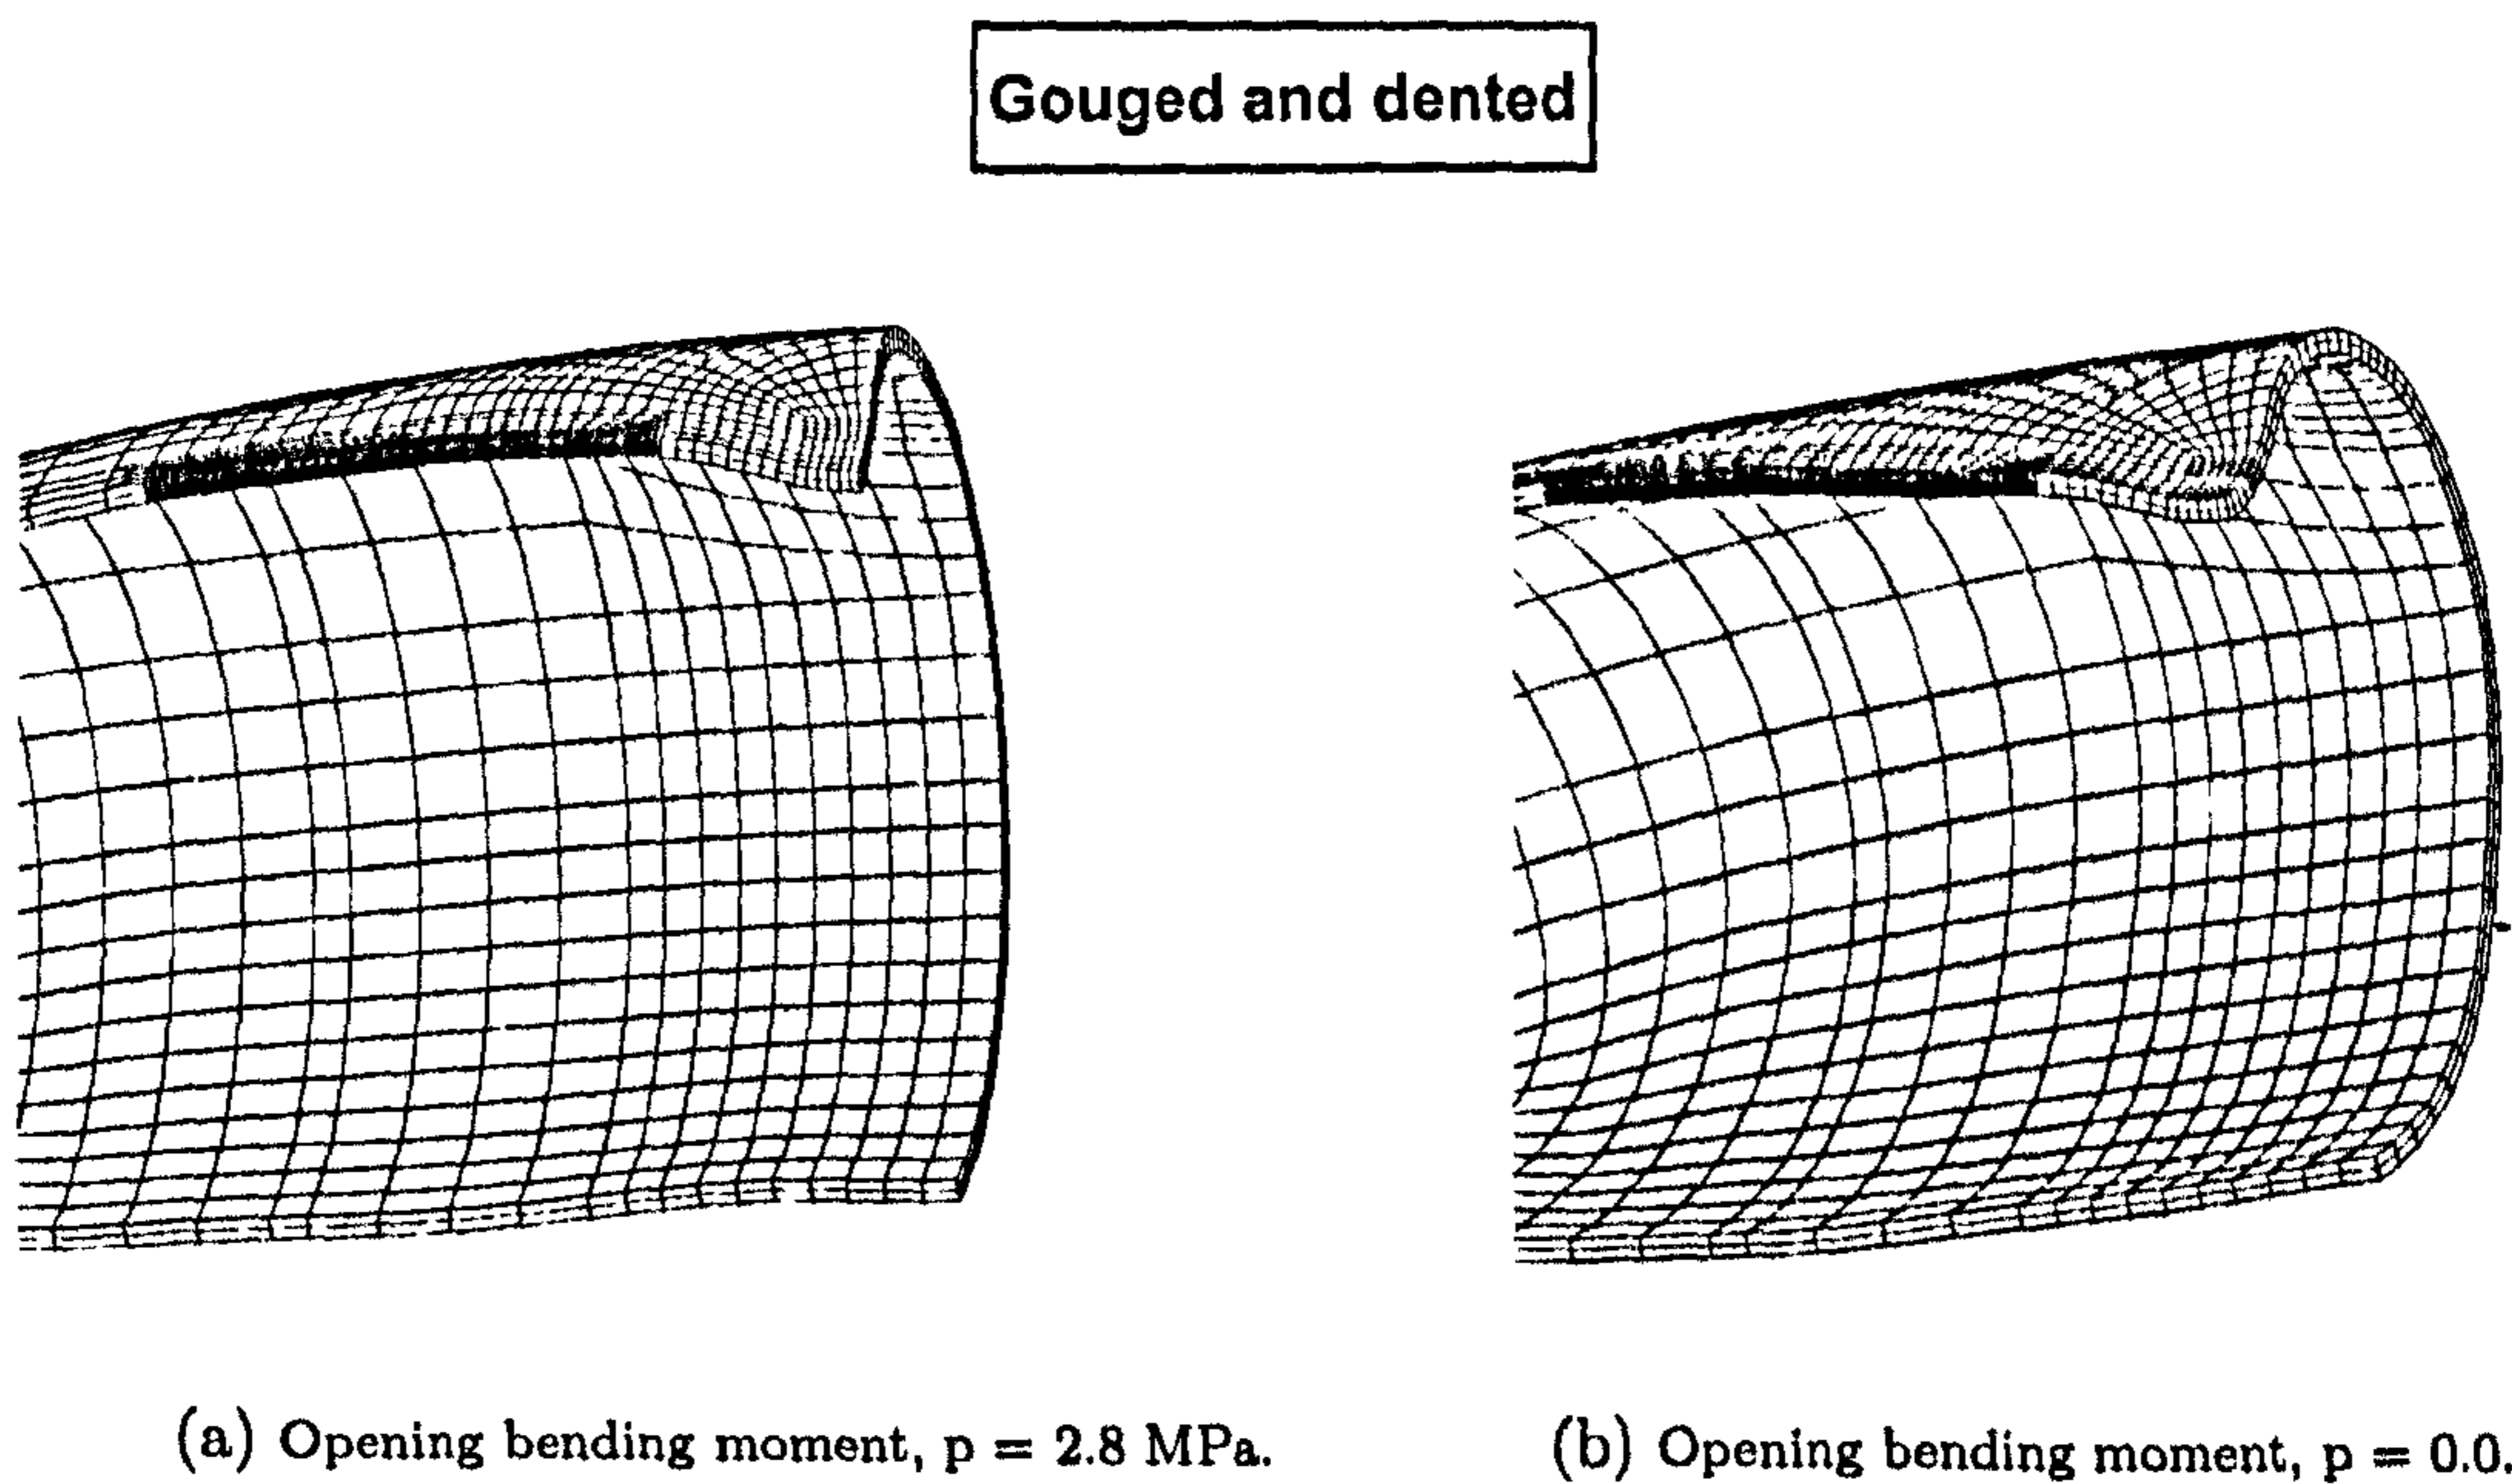 Gouged and dented
(a) Opening bending moment, p = 2.8 MPa.
(b) Opening bending moment, p = 0.0.